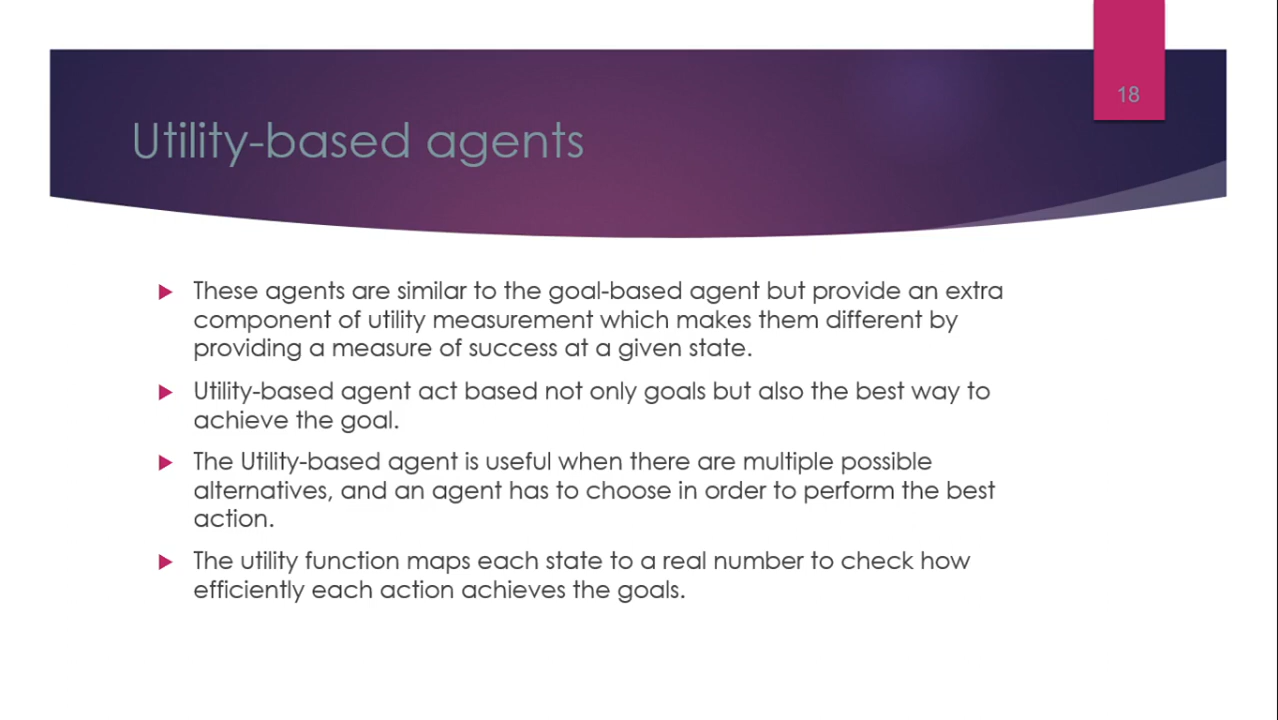 18
Utility-based agents
These agents are similar to the goal-based agent but provide an extra
component of utility measurement which makes them different by
providing a measure of success at a given state.
Utility-based agent act based not only goals but also the best way to
achieve the goal.
The Utility-based agent is useful when there are multiple possible
alternatives, and an agent has to choose in order to perform the best
action.
The utility function maps each state to a real number to check how
efficiently each action achieves the goals.